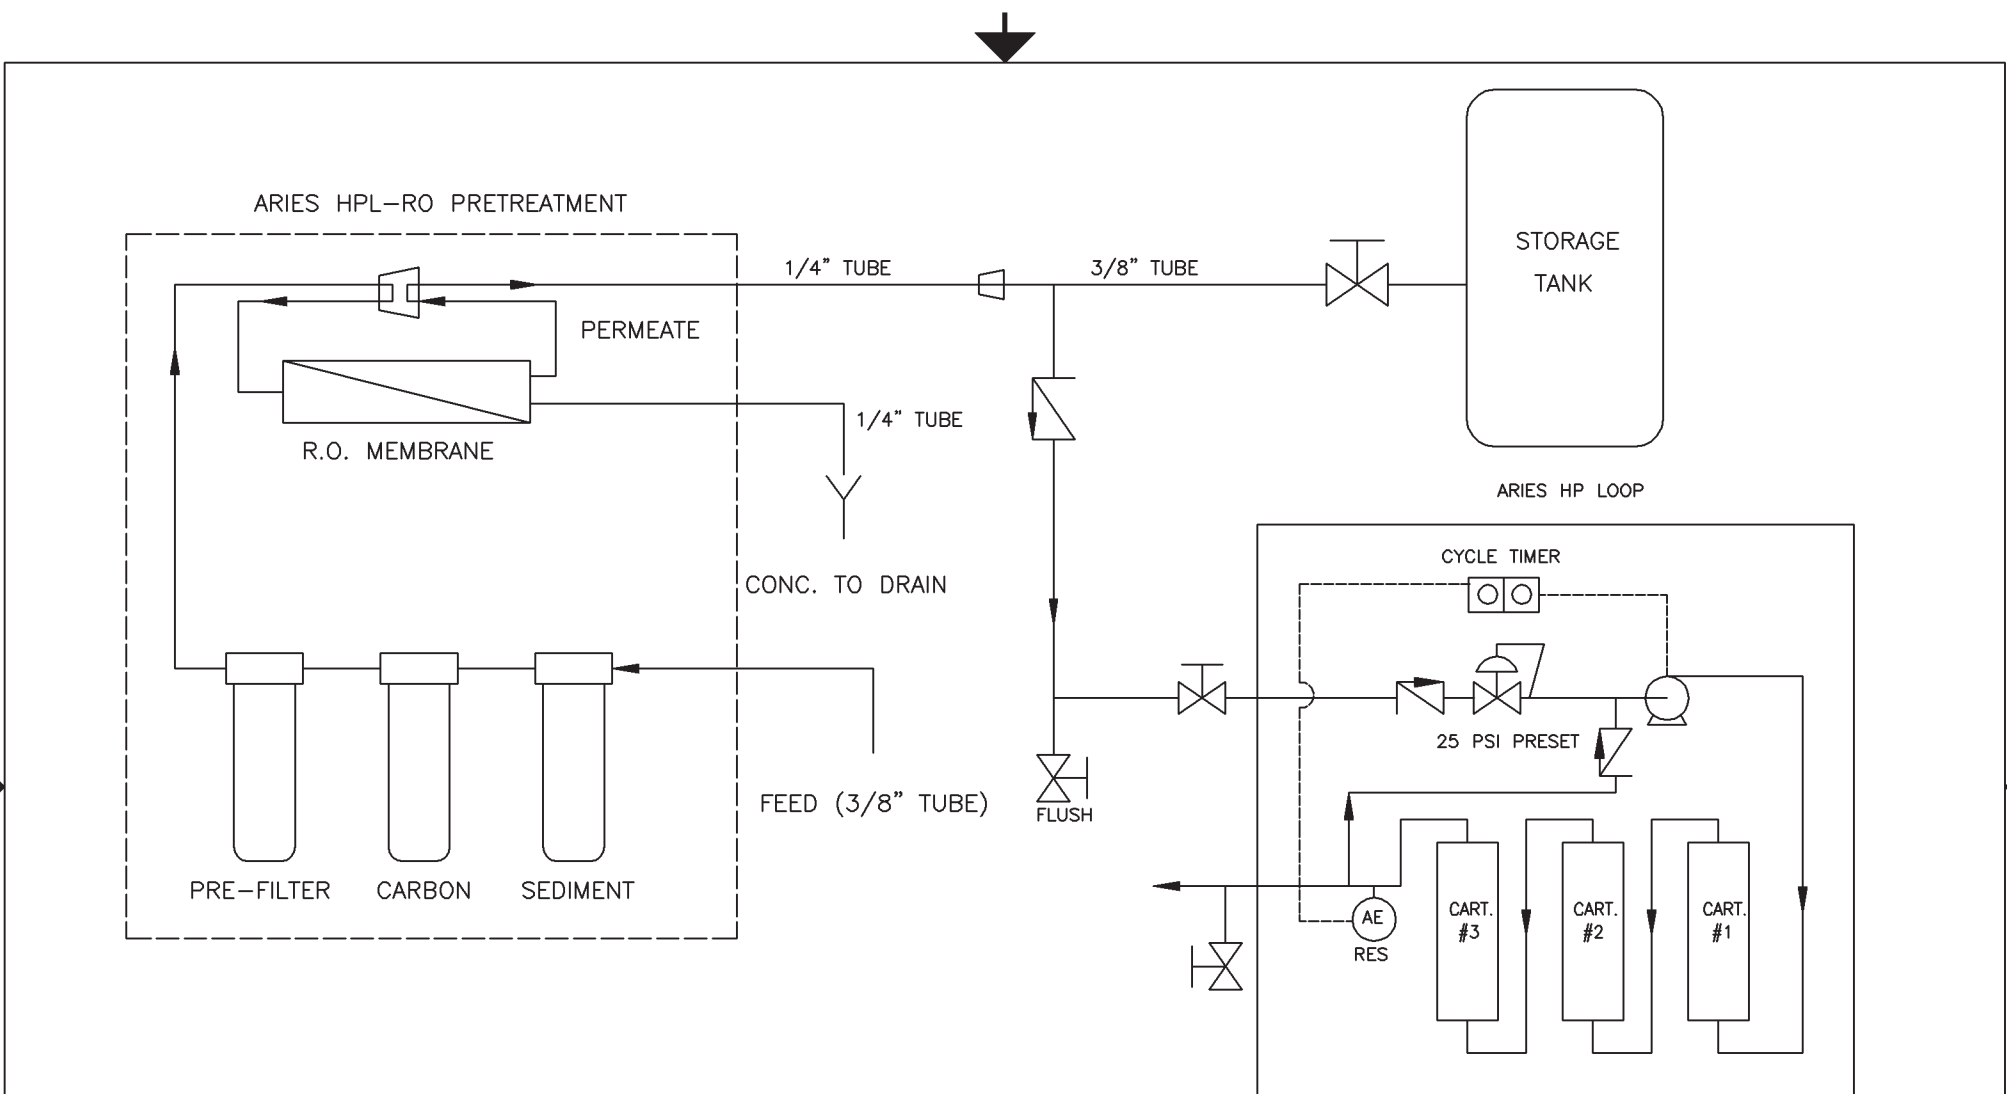 ARIES HPL-RO PRETREATMENT
1/4" TUBE
3/8" TUBE
STORAGE
TANK
PERMEATE
1/4" TUBE
R.O. MEMBRANE
ARIES HP LOOP
CYCLE TIMER
CONC. TO DRAIN
25 PSI PRESET
FEED (3/8" TUBE)
FLUSH
PRE-FILTER
CARBON
SEDIMENT
AE
RES
CART.
#3
CART.
#2
CART.
#1